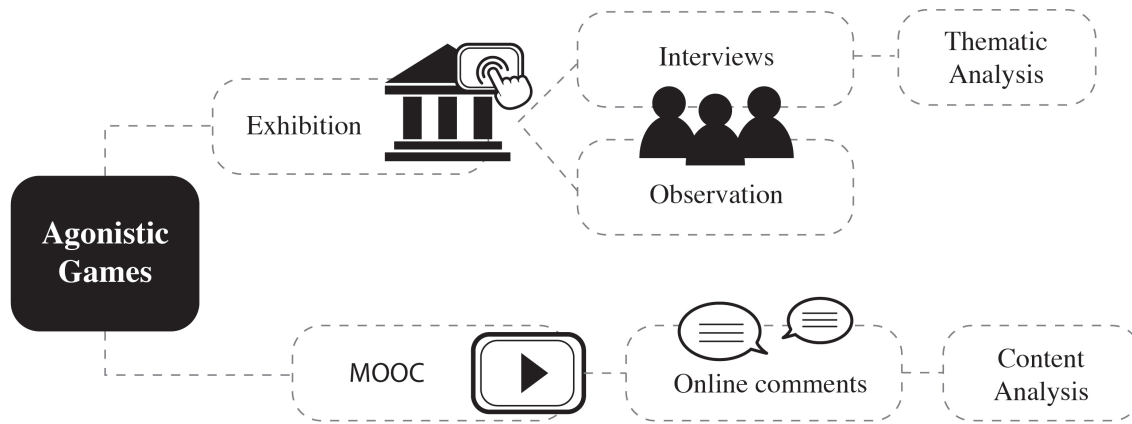 Agonistic
Games
Exhibition
Interviews
Observation
Thematic
Analysis
MOOC
Online comments
Content
Analysis